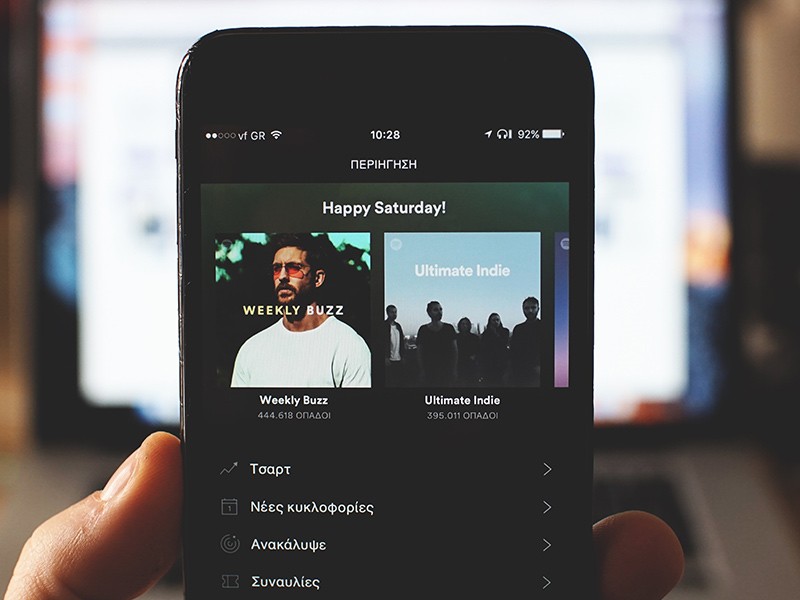 vf GR 10:28 92%
ΠΕΡΙΗΓΗΣΗ
Happy Saturday!
WEEKLY BUZZ
Ultimate Indie
Weekly Buzz
444.618 ΟΠΑΔΟΙ
Ultimate Indie
395.011 ΟΠΑΔΟΙ
Τσαρτ
1
Νέες κυκλοφορίες
Ανακάλυψε
Συναυλίες